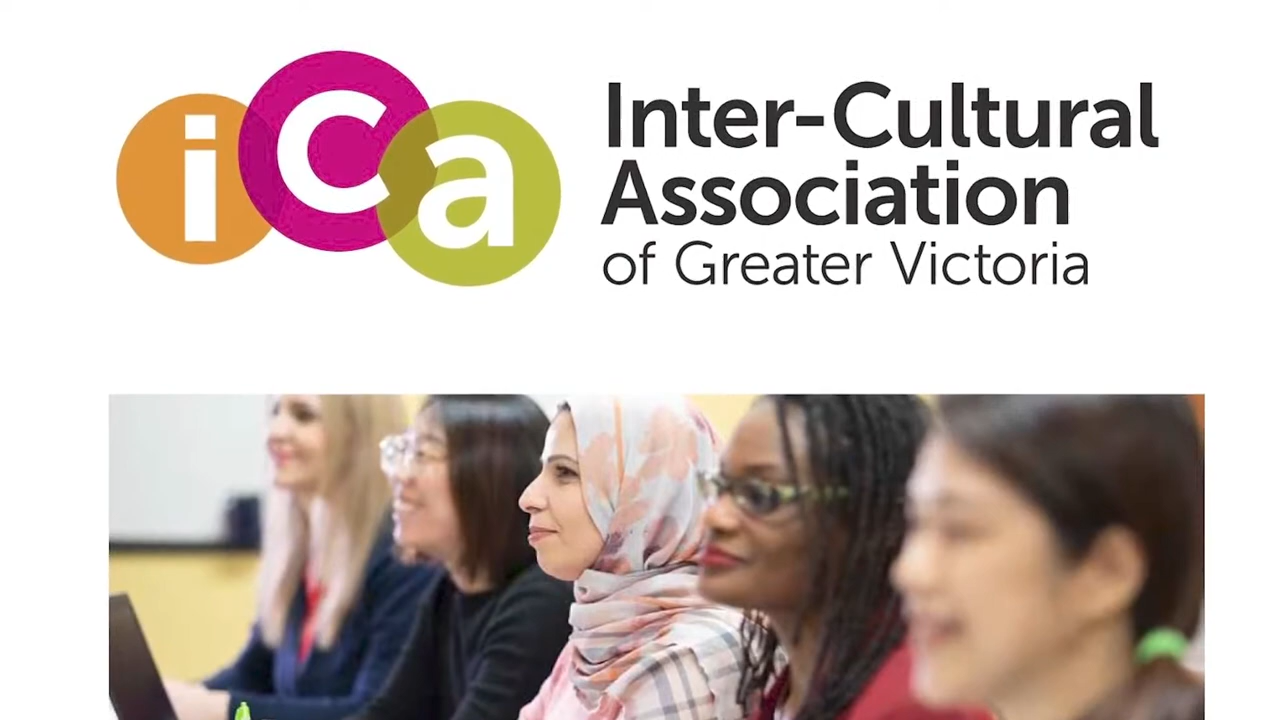 ica
Inter-Cultural
Association
of Greater Victoria